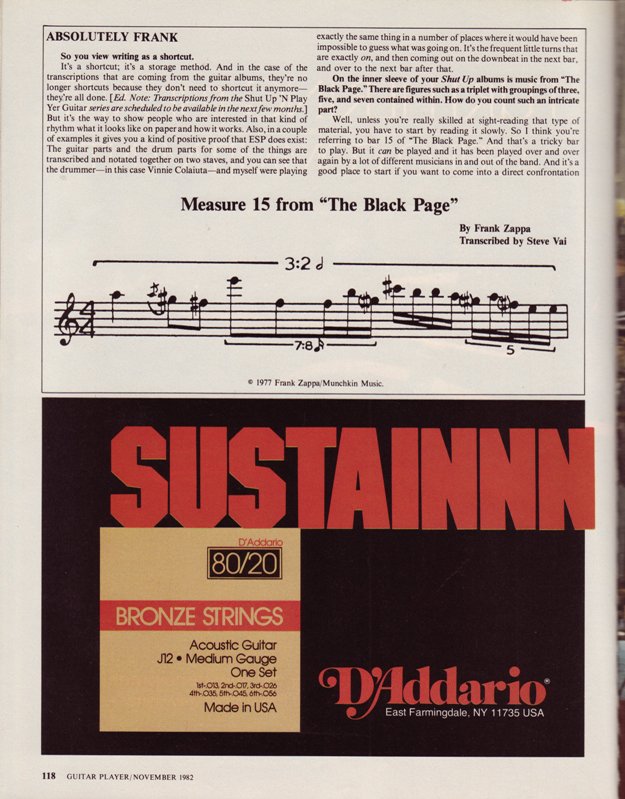 ABSOLUTELY FRANK
So you view writing as a shortcut.
It's a shortcut; it's a storage method. And in the case of the
transcriptions that are coming from the guitar albums, they're no
longer shortcuts because they don't need to shortcut it anymore—
they're all done. [Ed. Note: Transcriptions from the Shut Up 'N Play
Yer Guitar series are scheduled to be available in the next few months.]
But it's the way to show people who are interested in that kind of
rhythm what it looks like on paper and how it works. Also, in a couple
of examples it gives you a kind of positive proof that ESP does exist:
The guitar parts and the drum parts for some of the things are
transcribed and notated together on two staves, and you can see that
the drummer—in this case Vinnie Colaiuta—and myself were playing
exactly the same thing in a number of places where it would have been
impossible to guess what was going on. It's the frequent little turns that
are exactly on, and then coming out on the downbeat in the next bar,
and over to the next bar after that.
On the inner sleeve of your Shut Up albums is music from "The
Black Page." There are figures such as a triplet with groupings of three,
five, and seven contained within. How do you count such an intricate
part?
Well, unless you're really skilled at sight-reading that type of
material, you have to start by reading it slowly. So I think you're
referring to bar 15 of "The Black Page." And that's a tricky bar
to play. But it can be played and it has been played over and over
again by a lot of different musicians in and out of the band. And it's a
good place to start if you want to come into a direct confrontation
Measure 15 from "The Black Page"
By Frank Zappa
Transcribed by Steve Vai
3:2
4
4
7:8
5
© 1977 Frank Zappa/Munchkin Music.
SUSTAINNN
D'Addario
80/20
BRONZE STRINGS
Acoustic Guitar
J12 • Medium Gauge
One Set
1st-.013, 2nd-.017, 3rd-.026
4th-.035, 5th-.045, 6th-.056
Made in USA
D'Addario®
East Farmingdale, NY 11735 USA
118 GUITAR PLAYER/NOVEMBER 1982